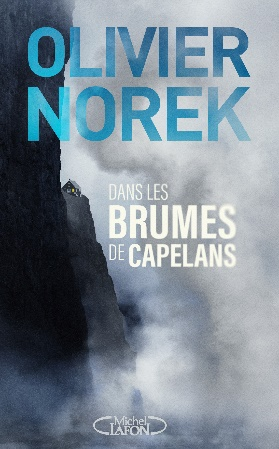 OLIVIER
NOREK
DANS LES
BRUMES
DE CAPELANS
Michel
LAFON